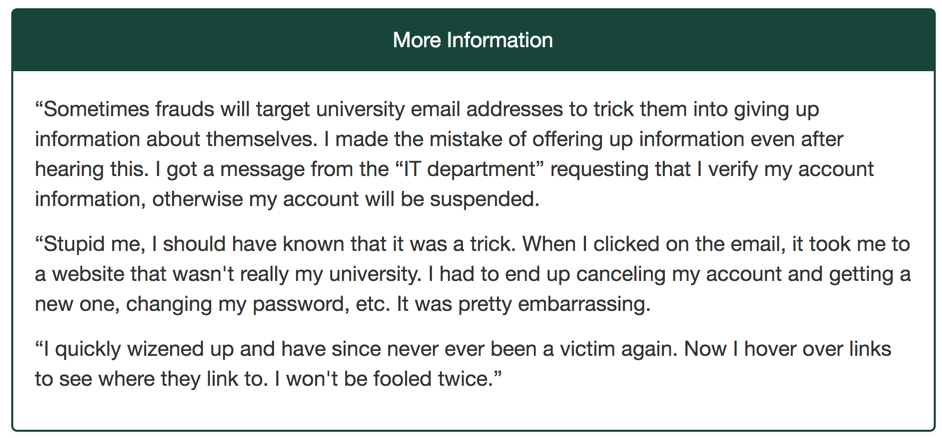 More Information
“Sometimes frauds will target university email addresses to trick them into giving up
information about themselves. I made the mistake of offering up information even after
hearing this. I got a message from the “IT department” requesting that I verify my account
information, otherwise my account will be suspended.
“Stupid me, I should have known that it was a trick. When I clicked on the email, it took me to
a website that wasn't really my university. I had to end up canceling my account and getting a
new one, changing my password, etc. It was pretty embarrassing.
“I quickly wizened up and have since never ever been a victim again. Now I hover over links
to see where they link to. I won't be fooled twice.”